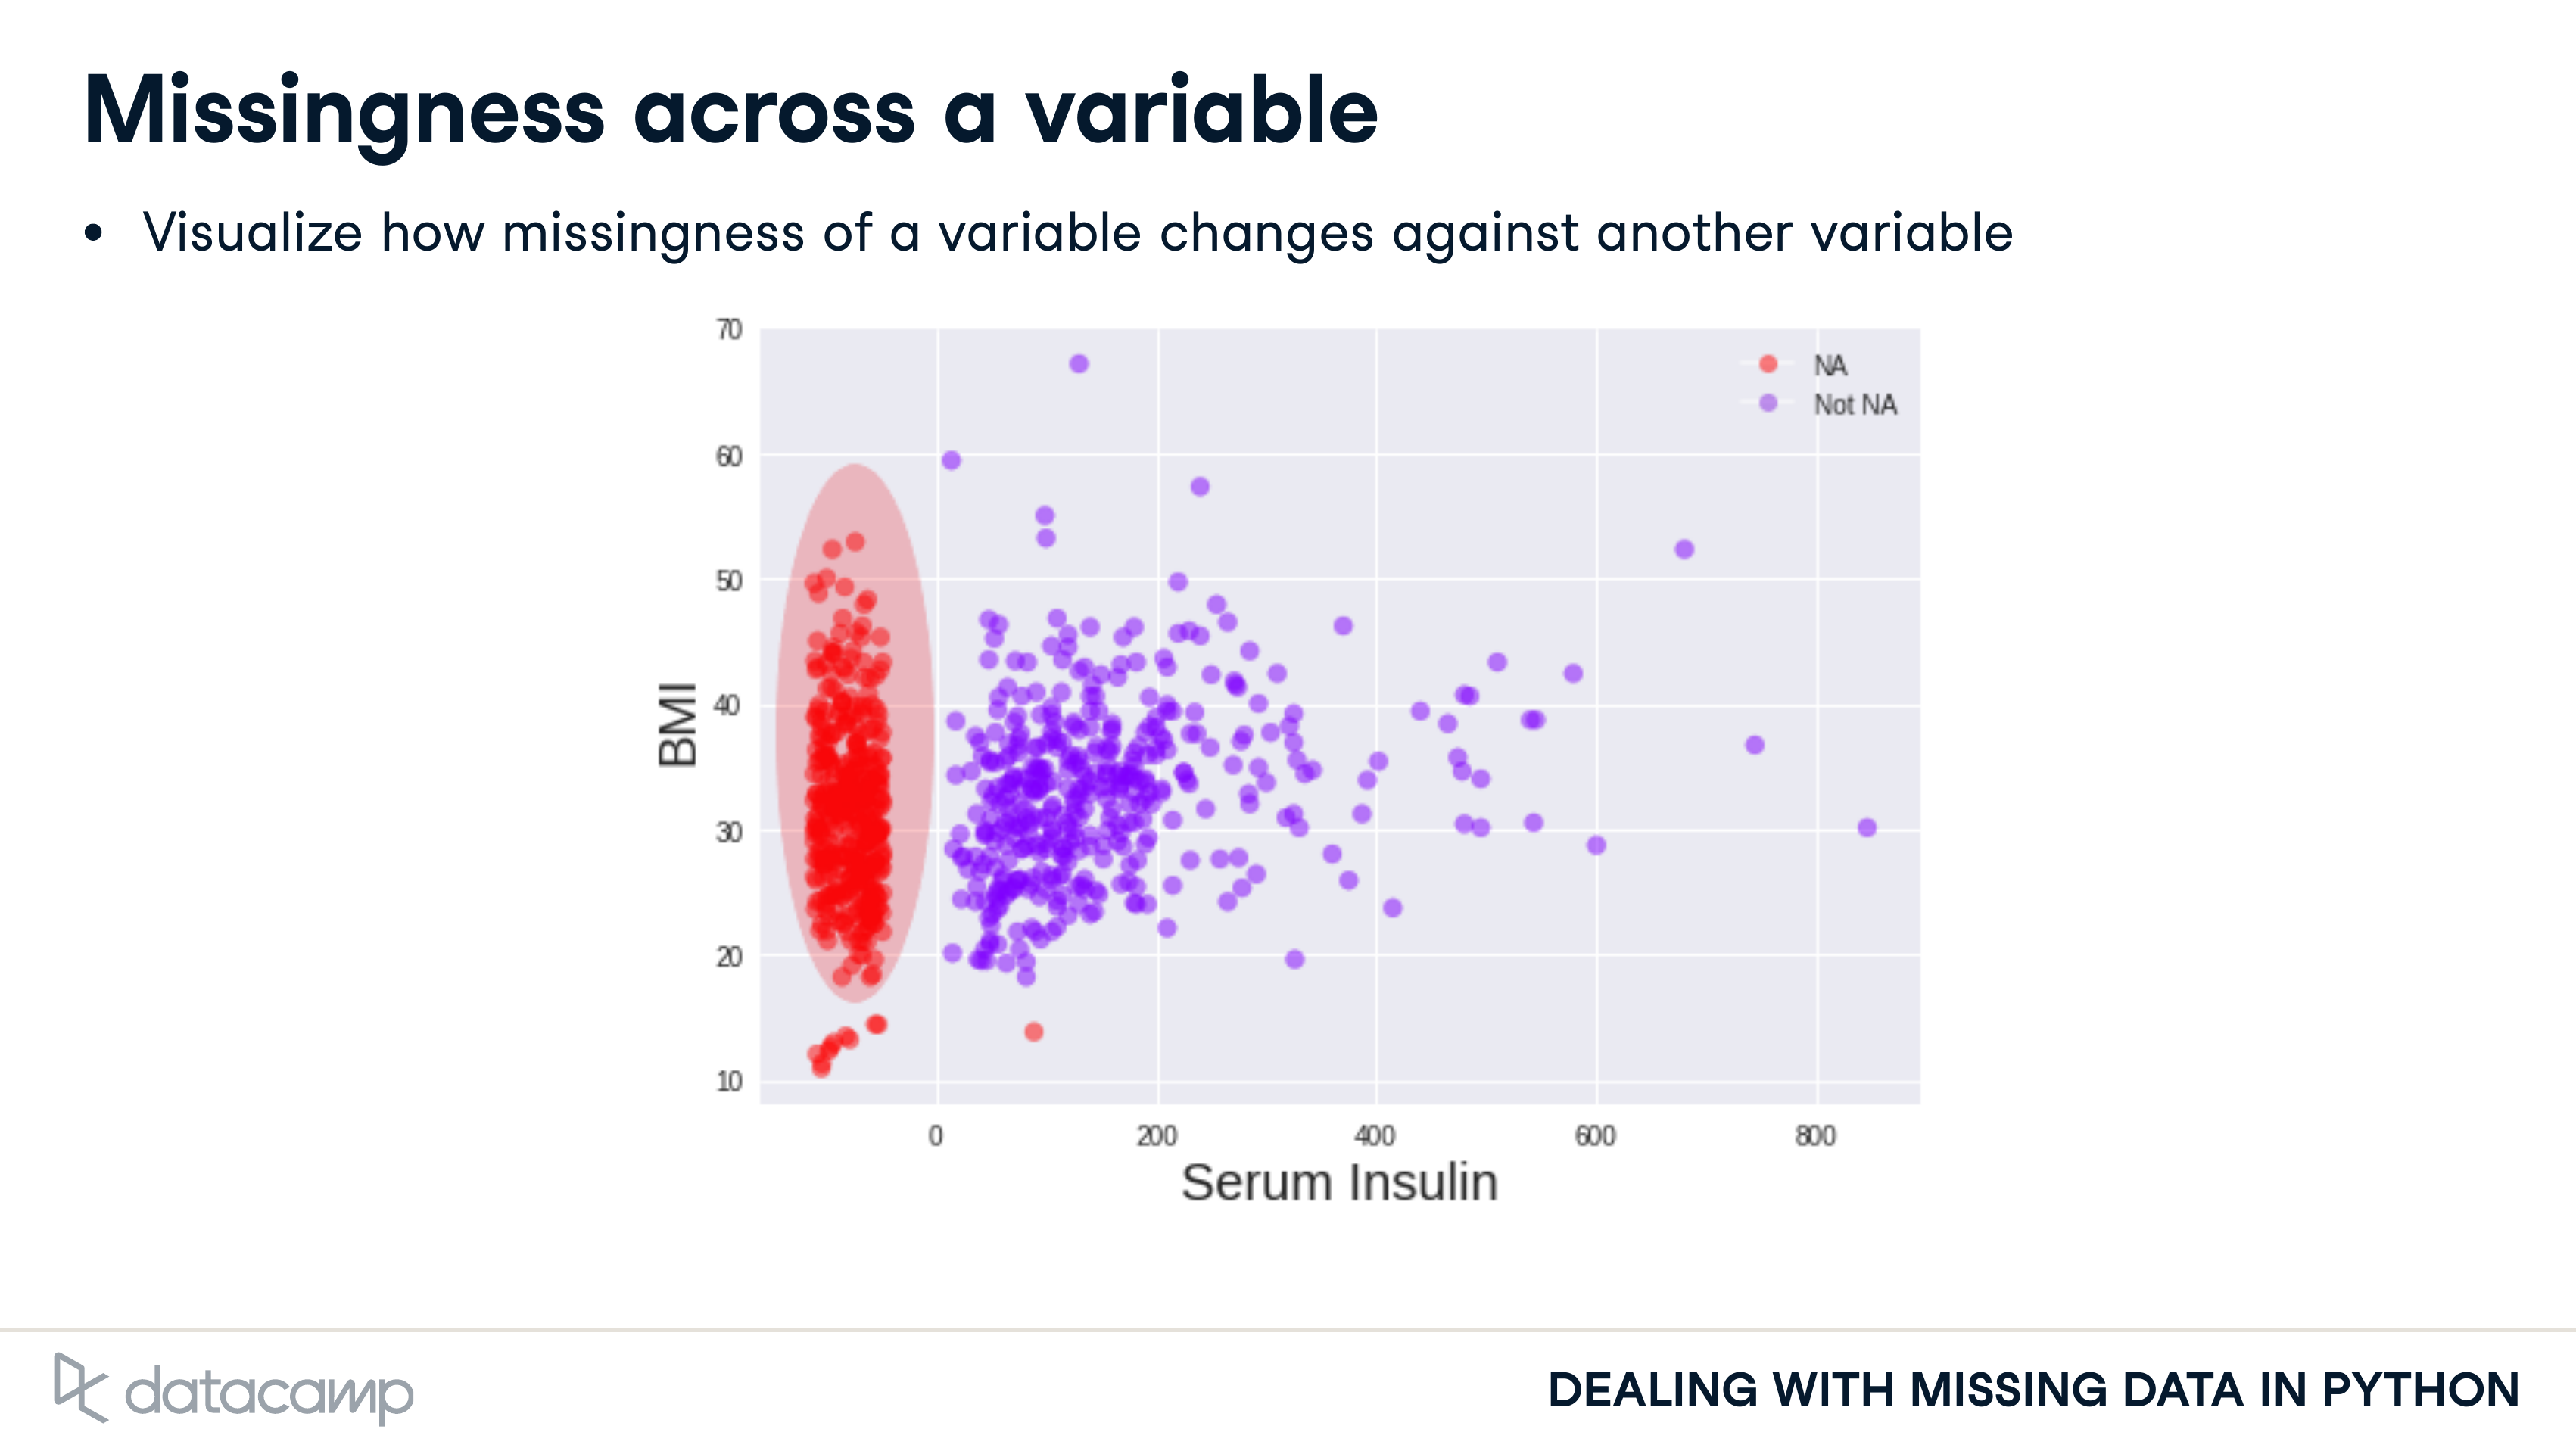 Missingness across a variable
• Visualize how missingness of a variable changes against another variable
70
60
50
40
30
20
10
BMI
NA
Not NA
0 200 400 600 800
Serum Insulin
datacamp
DEALING WITH MISSING DATA IN PYTHON